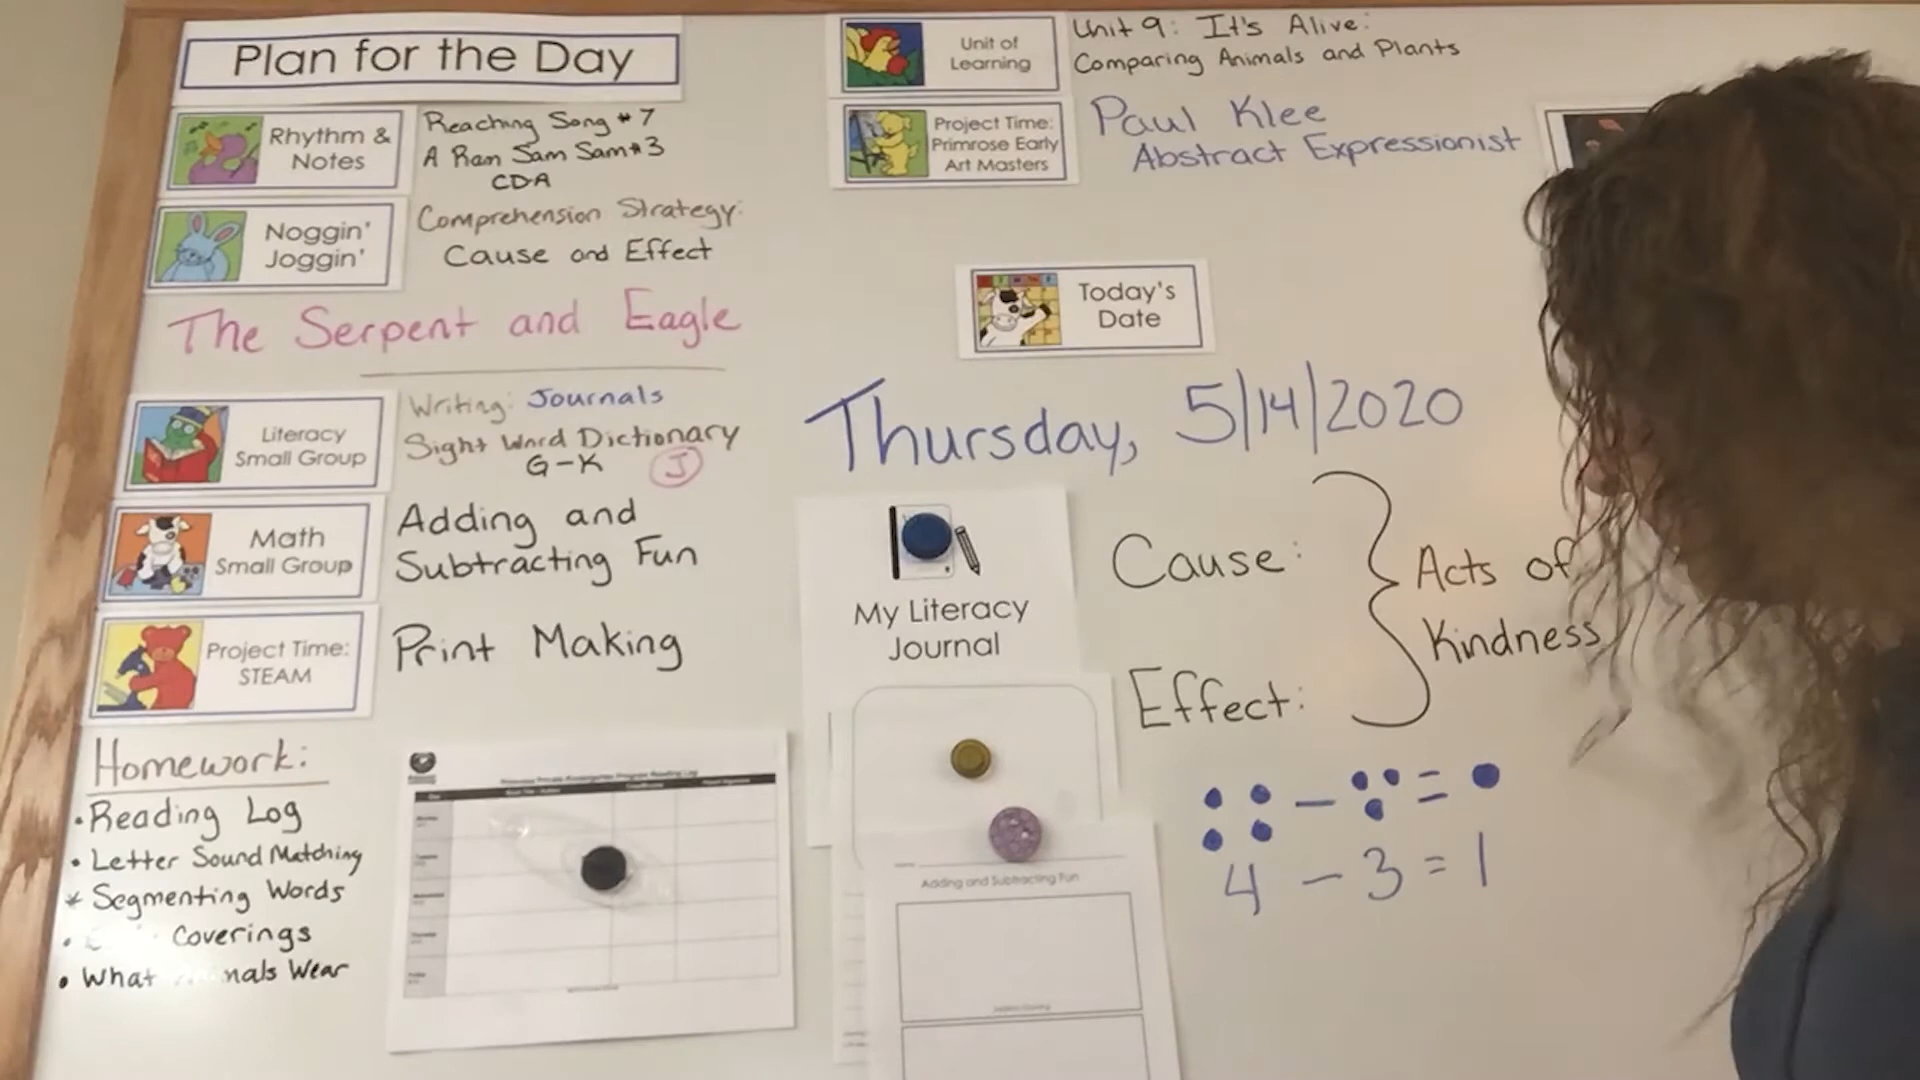 Plan for the Day
Rhythm &
Notes
Reaching Song #7
A Ram Sam Sam #3
CDA
Noggin'
Joggin'
Comprehension Strategy:
Cause and Effect
The Serpent and Eagle
Literacy
Small Group
Writing: Journals
Sight Word Dictionary
G-K
J
Math
Small Group
Adding and
Subtracting Fun
Project Time:
STEAM
Print Making
Homework:
• Reading Log
• Letter Sound Matching
* Segmenting Words
• Coverings
• What nals Wear
Unit of
Learning
Unit 9: It's Alive:
Comparing Animals and Plants
Project Time:
Primrose Early
Art Masters
Paul Klee
Abstract Expressionist
Today's
Date
Thursday, 5/14/2020
My Literacy
Journal
Cause:
Effect:
Acts of
Kindness
- =
4 - 3 = 1
Adding and Subtracting Fun